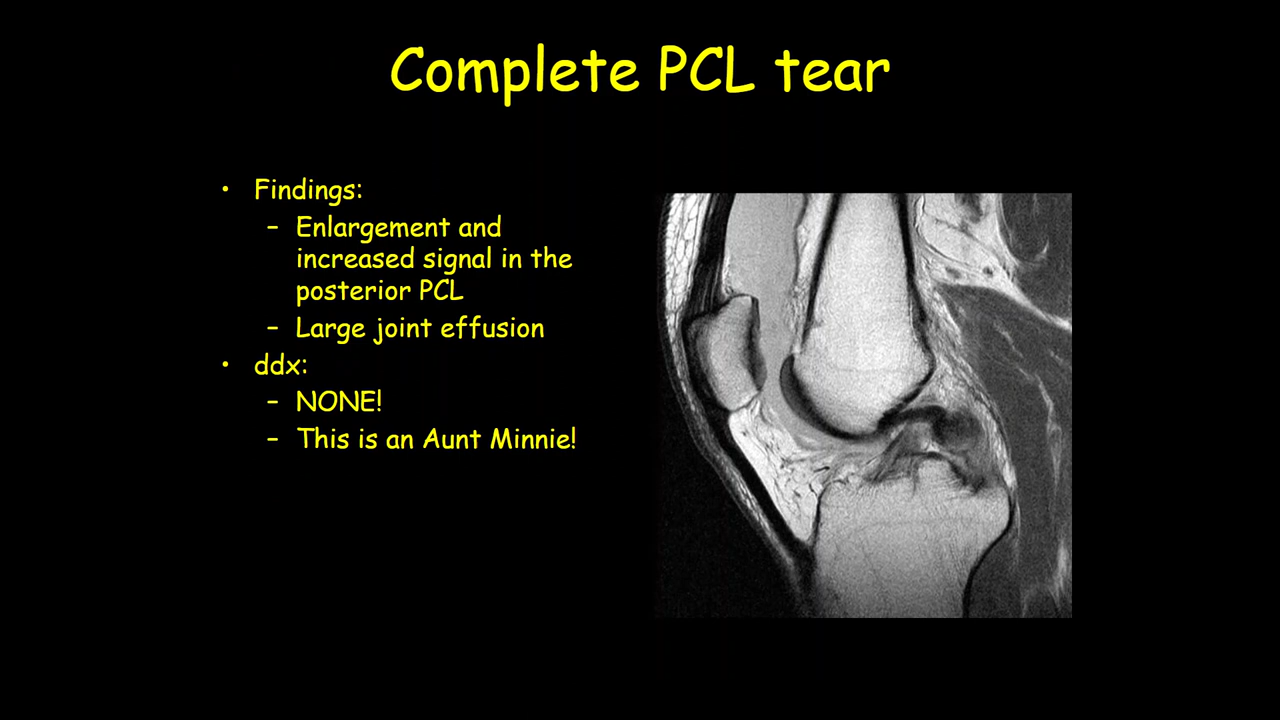 Complete PCL tear
• Findings:
– Enlargement and
increased signal in the
posterior PCL
– Large joint effusion
• ddx:
– NONE!
– This is an Aunt Minnie!